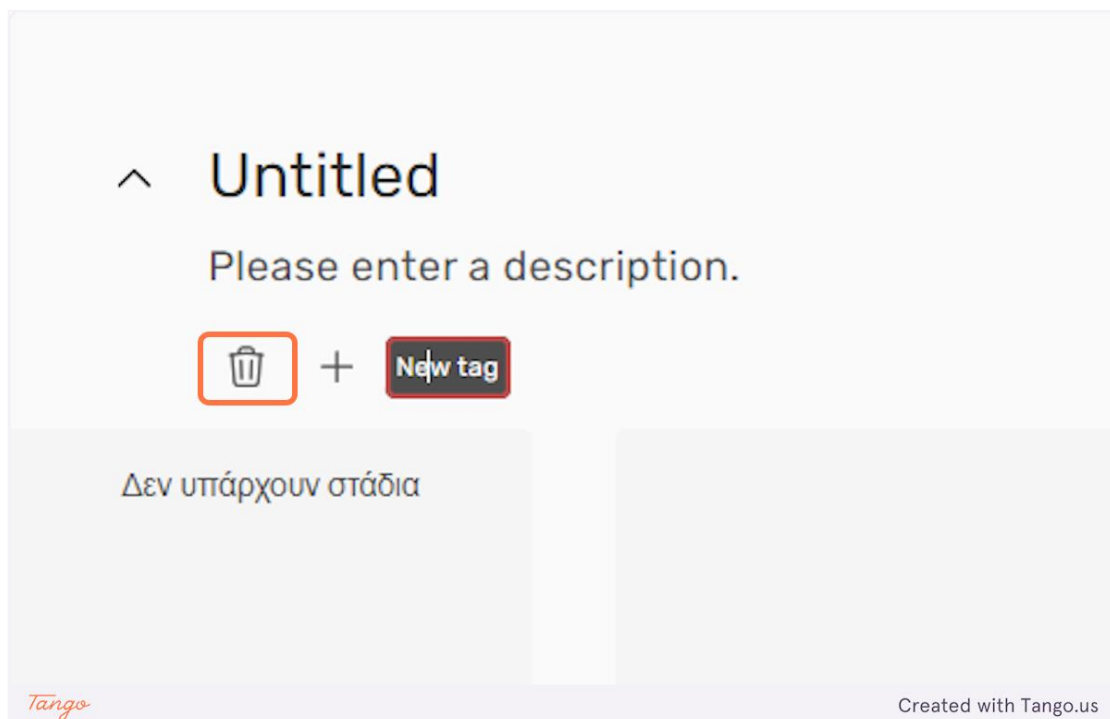 Untitled
Please enter a description.
New tag
Δεν υπάρχουν στάδια
Tango
Created with Tango.us